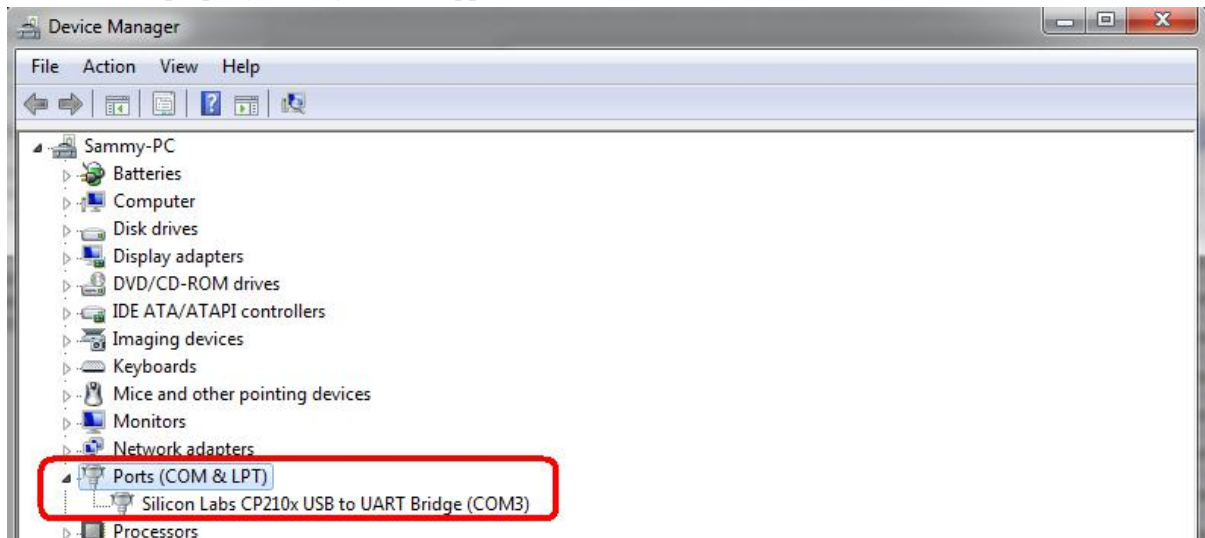 Device Manager
File Action View Help
Sammy-PC
Batteries
Computer
Disk drives
Display adapters
DVD/CD-ROM drives
IDE ATA/ATAPI controllers
Imaging devices
Keyboards
Mice and other pointing devices
Monitors
Network adapters
Ports (COM & LPT)
Silicon Labs CP210x USB to UART Bridge (COM3)
Processors